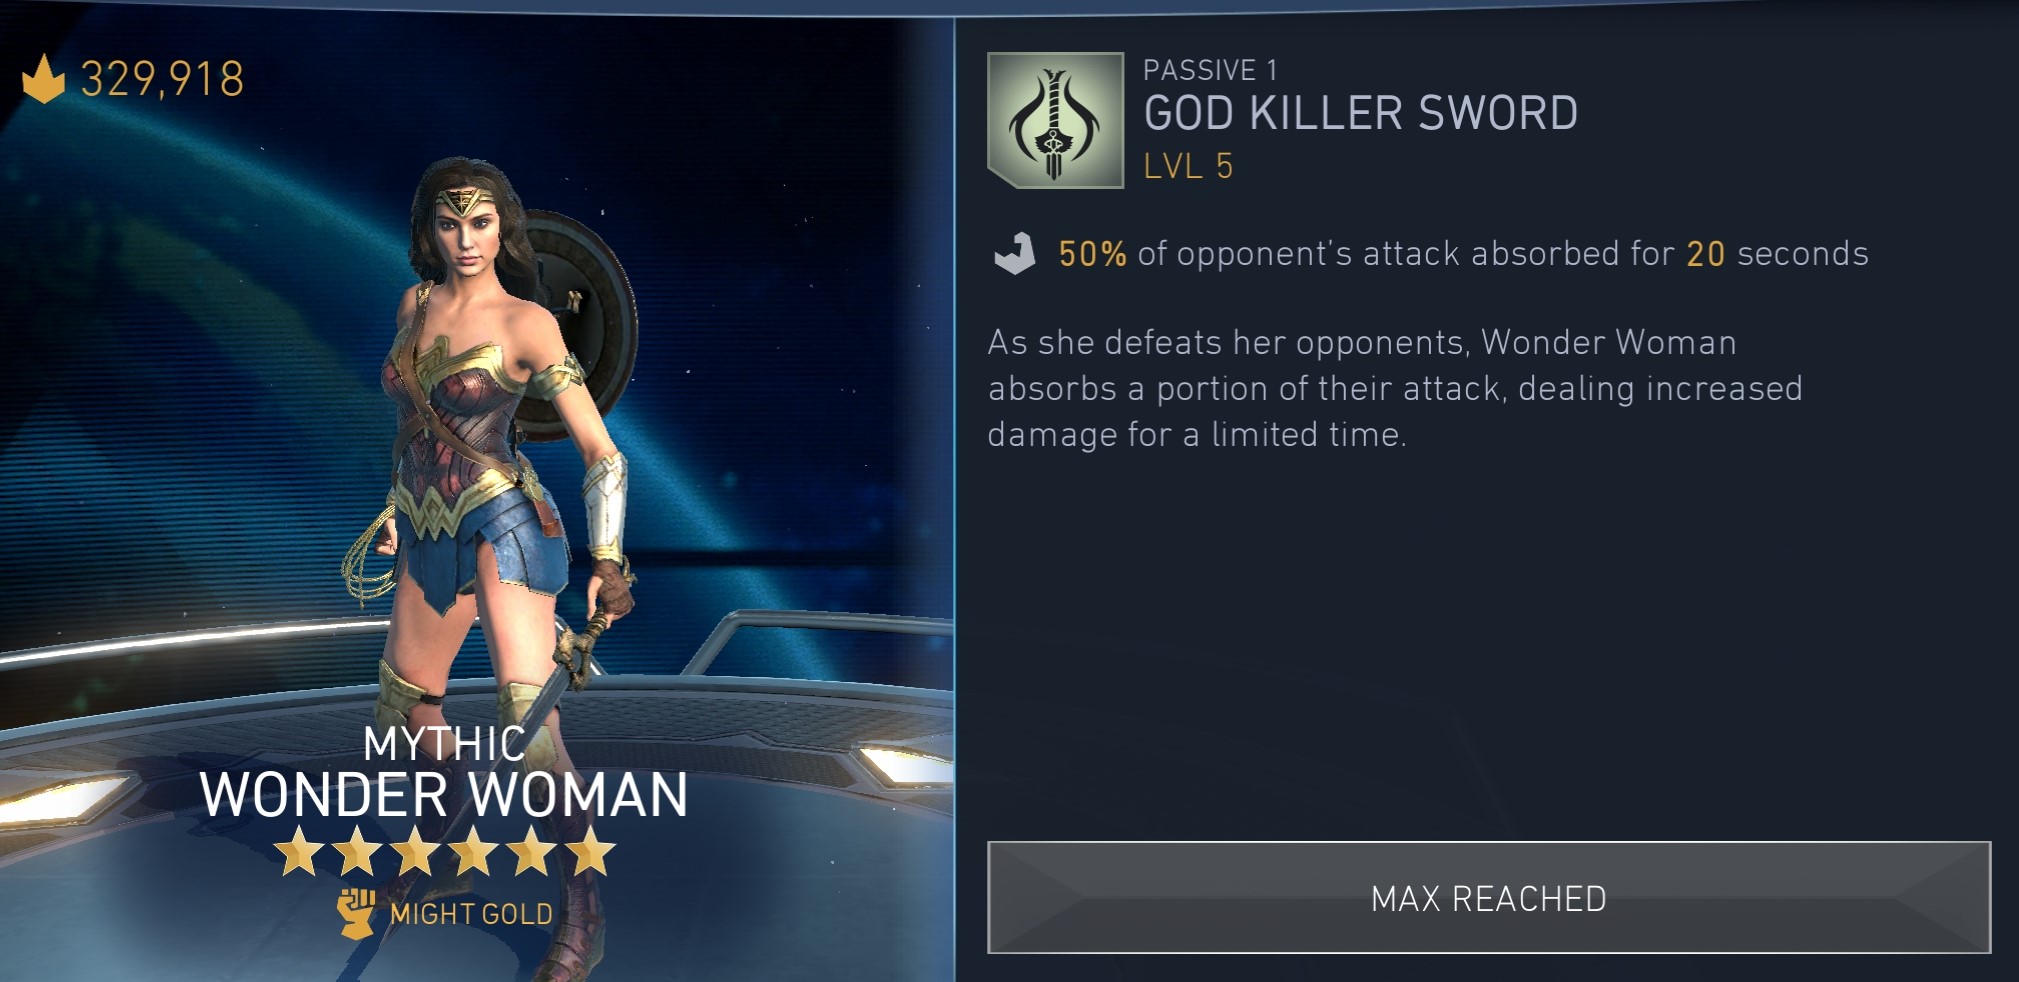 329,918
MYTHIC
WONDER WOMAN
MIGHT GOLD
PASSIVE 1
GOD KILLER SWORD
LVL 5
50% of opponent's attack absorbed for 20 seconds
As she defeats her opponents, Wonder Woman
absorbs a portion of their attack, dealing increased
damage for a limited time.
MAX REACHED